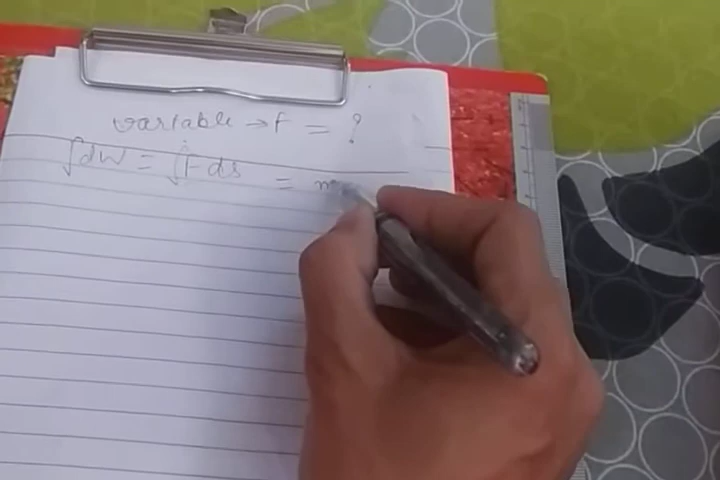 variable → F = ?
∫dW = ∫F ds = m